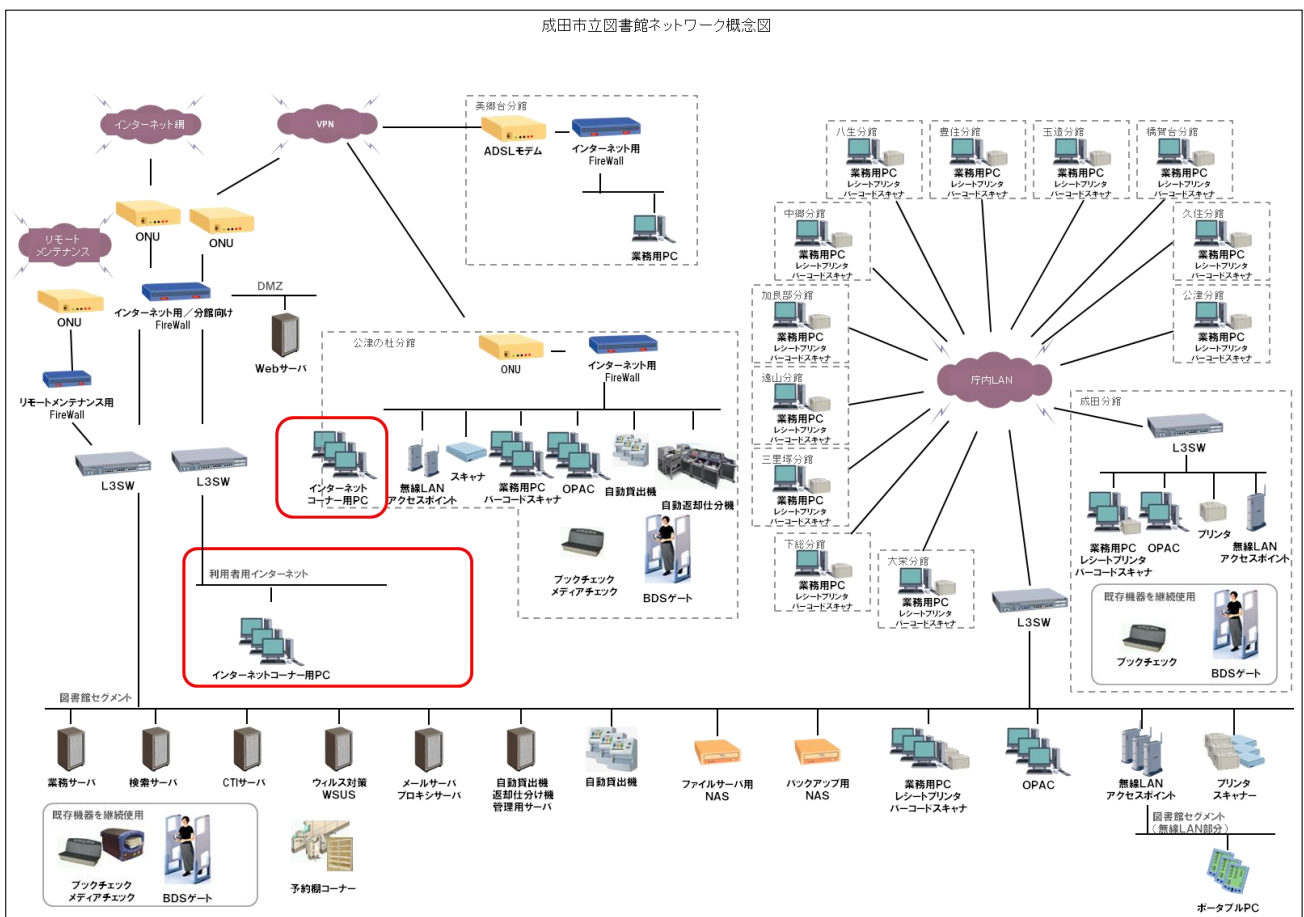 成田市立図書館ネットワーク概念図
インターネット網
VPN
美郷台分館
ADSLモデム
インターネット用
FireWall
業務用PC
ONU
ONU
リモート
メンテナンス
ONU
インターネット用／分館向け
FireWall
DMZ
Webサーバ
リモートメンテナンス用
FireWall
L3SW
L3SW
公津の杜分館
ONU
インターネット用
FireWall
インターネット
コーナー用PC
無線LAN
アクセスポイント
スキャナ
業務用PC
バーコードスキャナ
OPAC
自動貸出機
自動返却仕分機
ブックチェック
メディアチェック
BDSゲート
利用者用インターネット
インターネットコーナー用PC
八生分館
業務用PC
レシートプリンタ
バーコードスキャナ
豊住分館
業務用PC
レシートプリンタ
バーコードスキャナ
玉造分館
業務用PC
レシートプリンタ
バーコードスキャナ
橋賀台分館
業務用PC
レシートプリンタ
バーコードスキャナ
中郷分館
業務用PC
レシートプリンタ
バーコードスキャナ
久住分館
業務用PC
レシートプリンタ
バーコードスキャナ
加良部分館
業務用PC
レシートプリンタ
バーコードスキャナ
公津分館
業務用PC
レシートプリンタ
バーコードスキャナ
遠山分館
業務用PC
レシートプリンタ
バーコードスキャナ
庁内LAN
三里塚分館
業務用PC
レシートプリンタ
バーコードスキャナ
下総分館
業務用PC
レシートプリンタ
バーコードスキャナ
大栄分館
業務用PC
レシートプリンタ
バーコードスキャナ
L3SW
成田分館
L3SW
業務用PC
レシートプリンタ
バーコードスキャナ
OPAC
プリンタ
無線LAN
アクセスポイント
既存機器を継続使用
ブックチェック
BDSゲート
図書館セグメント
業務サーバ
検索サーバ
CTIサーバ
ウィルス対策
WSUS
メールサーバ
プロキシサーバ
自動貸出機
返却仕分け機
管理用サーバ
自動貸出機
ファイルサーバ用
NAS
バックアップ用
NAS
業務用PC
レシートプリンタ
バーコードスキャナ
OPAC
無線LAN
アクセスポイント
プリンタ
スキャナー
既存機器を継続使用
ブックチェック
メディアチェック
BDSゲート
予約棚コーナー
図書館セグメント
（無線LAN部分）
ポータブルPC